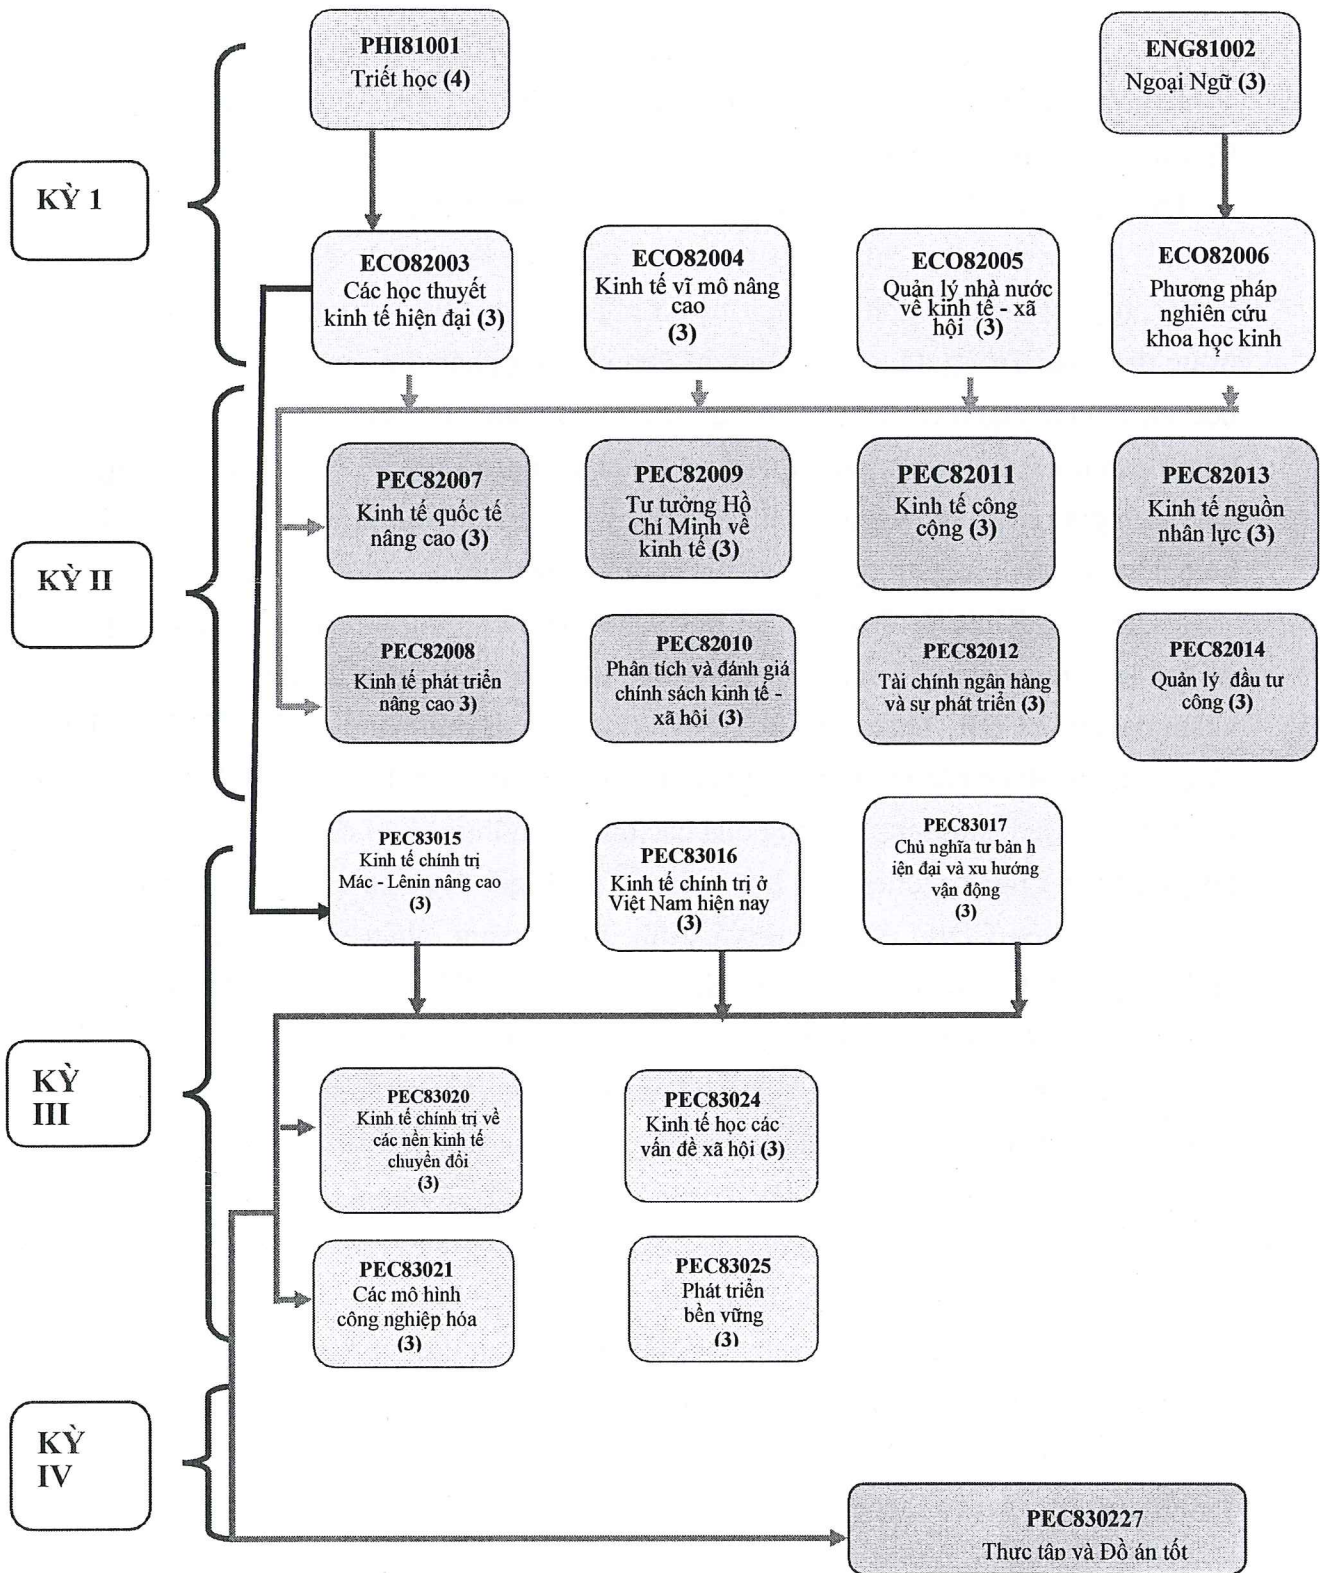 PHI81001
Triết học (4)
ENG81002
Ngoại Ngữ (3)
KỲ 1
ECO82003
Các học thuyết
kinh tế hiện đại (3)
ECO82004
Kinh tế vĩ mô nâng
cao
(3)
ECO82005
Quản lý nhà nước
về kinh tế - xã
hội (3)
ECO82006
Phương pháp
nghiên cứu
khoa học kinh
KỲ II
PEC82007
Kinh tế quốc tế
nâng cao (3)
PEC82009
Tư tưởng Hồ
Chí Minh về
kinh tế (3)
PEC82011
Kinh tế công
cộng (3)
PEC82013
Kinh tế nguồn
nhân lực (3)
PEC82008
Kinh tế phát triển
nâng cao 3)
PEC82010
Phân tích và đánh giá
chính sách kinh tế -
xã hội (3)
PEC82012
Tài chính ngân hàng
và sự phát triển (3)
PEC82014
Quản lý đầu tư
công (3)
PEC83015
Kinh tế chính trị
Mác - Lênin nâng cao
(3)
PEC83016
Kinh tế chính trị ở
Việt Nam hiện nay
(3)
PEC83017
Chủ nghĩa tư bản h
iện đại và xu hướng
vận động
(3)
KỲ
III
PEC83020
Kinh tế chính trị về
các nền kinh tế
chuyển đổi
(3)
PEC83024
Kinh tế học các
vấn đề xã hội (3)
PEC83021
Các mô hình
công nghiệp hóa
(3)
PEC83025
Phát triển
bền vững
(3)
KỲ
IV
PEC830227
Thực tập và Đồ án tốt